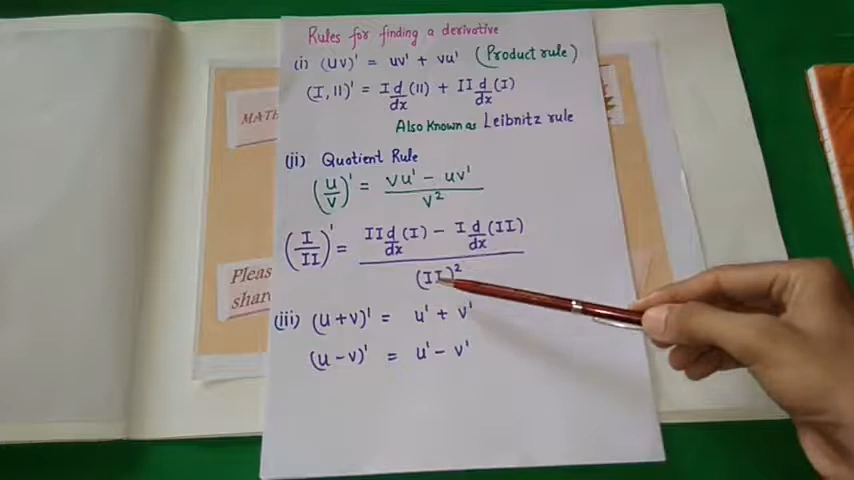 Rules for finding a derivative
(i) (UV)' = uv' + vu' (Product rule)
(I,II)' = I d/dx (II) + II d/dx (I)
Also Known as Leibnitz rule
(ii) Quotient Rule
(u/v)' = vu' - uv' / v²
(I/II)' = II d/dx (I) - I d/dx (II) / (II)²
(iii) (u+v)' = u' + v'
(u-v)' = u' - v'
MATH
Pleas
share